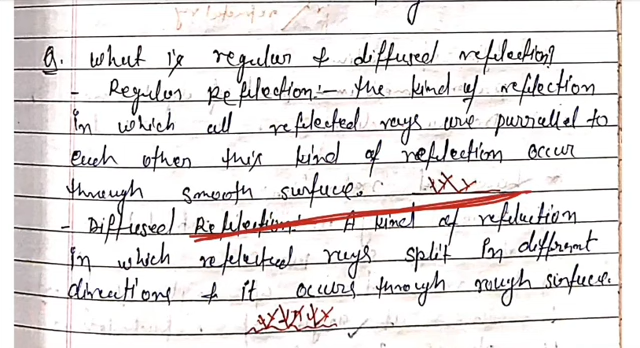 Q. What is regular & diffused reflection?
- Regular Reflection:- the kind of reflection
in which all reflected rays are parrallel to
each other this kind of reflection occur
through smooth surface.
- Diffused Reflection: A kind of reflection
in which reflected rays split in different
directions & it occurs through rough sinface.